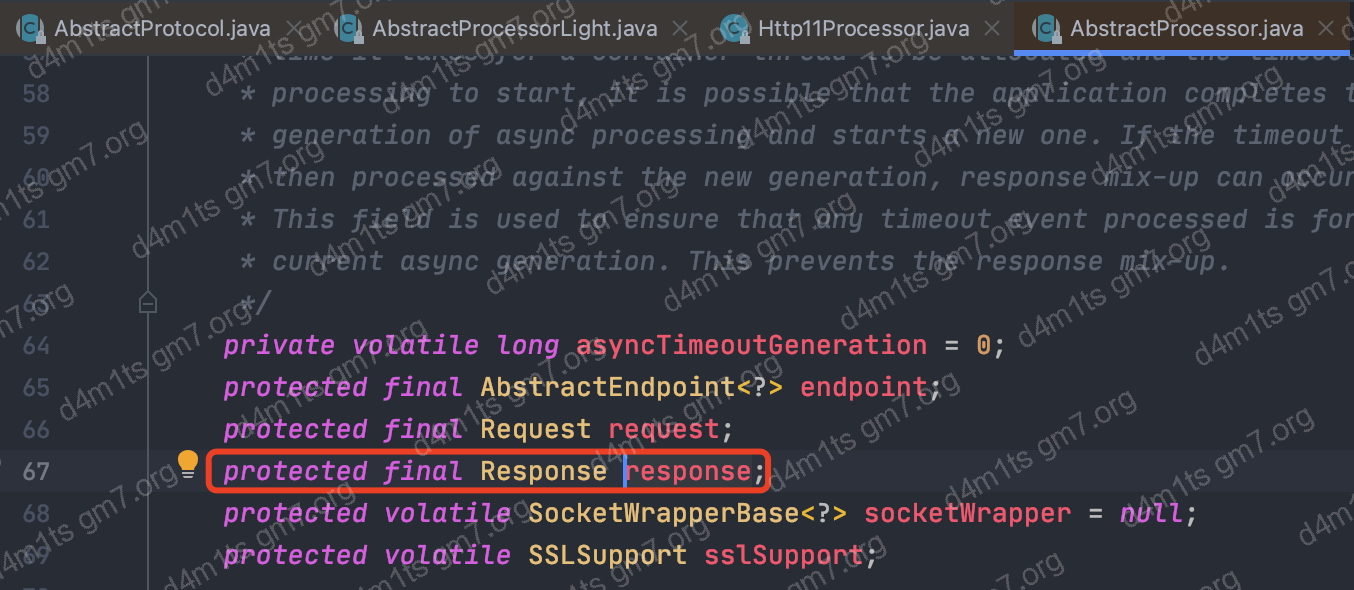 AbstractProtocol.java AbstractProcessorLight.java Http11Processor.java AbstractProcessor.java
58 * processing to start, it is possible that the application completes
59 * generation of async processing and starts a new one. If the timeout
60 * then processed against the new generation, response mix-up can occur
61 * This field is used to ensure that any timeout event processed is for
62 * current async generation. This prevents the response mix-up.
63 */
64 private volatile long asyncTimeoutGeneration = 0;
65 protected final AbstractEndpoint<?> endpoint;
66 protected final Request request;
67 protected final Response response;
68 protected volatile SocketWrapperBase<?> socketWrapper = null;
69 protected volatile SSLSupport sslSupport;
d4m1ts gm7.org